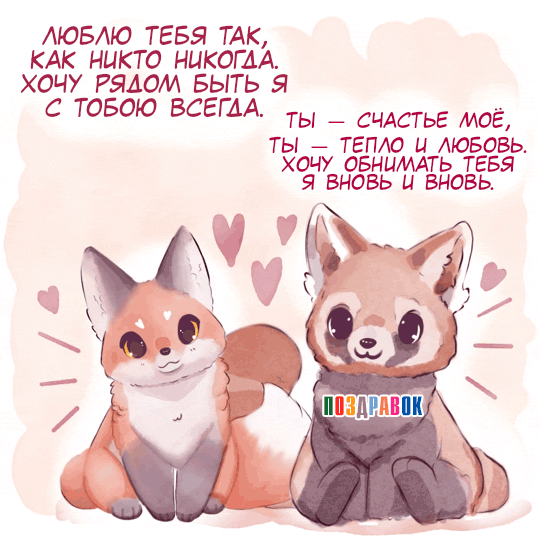 ЛЮБЛЮ ТЕБЯ ТАК,
КАК НИКТО НИКОГДА.
ХОЧУ РЯДОМ БЫТЬ Я
С ТОБОЮ ВСЕГДА.
ТЫ – СЧАСТЬЕ МОЁ,
ТЫ – ТЕПЛО И ЛЮБОВЬ.
ХОЧУ ОБНИМАТЬ ТЕБЯ
Я ВНОВЬ И ВНОВЬ.
ПОЗДРАВОК